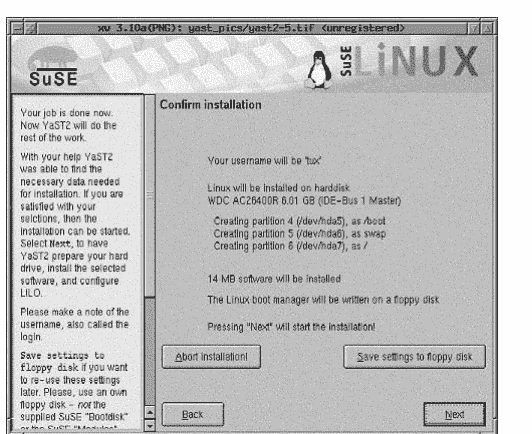 xv 3.10a(PNG): yast_pics/yast2-5.tif (unregistered)
SuSE
SuSE LiNUX
Your job is done now.
Now YaST2 will do the
rest of the work.
With your help YaST2
was able to find the
necessary data needed
for installation. If you are
satisfied with your
selctions, then the
installation can be started.
Select Next, to have
YaST2 prepare your hard
drive, install the selected
software, and configure
LILO.
Please make a note of the
username, also called the
login.
Save settings to
floppy disk if you want
to re-use these settings
later. Please, use an own
floppy disk - not the
supplied SuSE "Bootdisk"
or the SuSE "Modules"
Confirm installation
Your username will be 'tux'
Linux will be installed on harddisk
WDC AC26400R 6.01 GB (IDE-Bus 1 Master)
Creating partition 4 (/dev/hda5), as /boot
Creating partition 5 (/dev/hda6), as swap
Creating partition 6 (/dev/hda7), as /
14 MB software will be installed
The Linux boot manager will be written on a floppy disk
Pressing "Next" will start the installation!
Abort installation!
Save settings to floppy disk
Back
Next